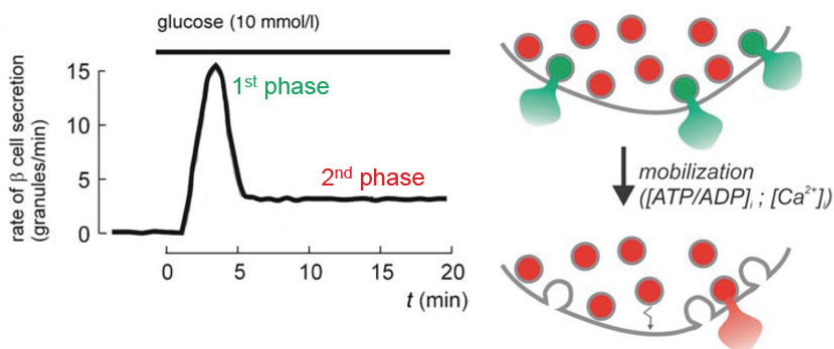 glucose (10 mmol/l)
15
10
5
0
rate of β cell secretion
(granules/min)
1st phase
2nd phase
0 5 10 15 20
t (min)
mobilization
([ATP/ADP]i ; [Ca2+]i)